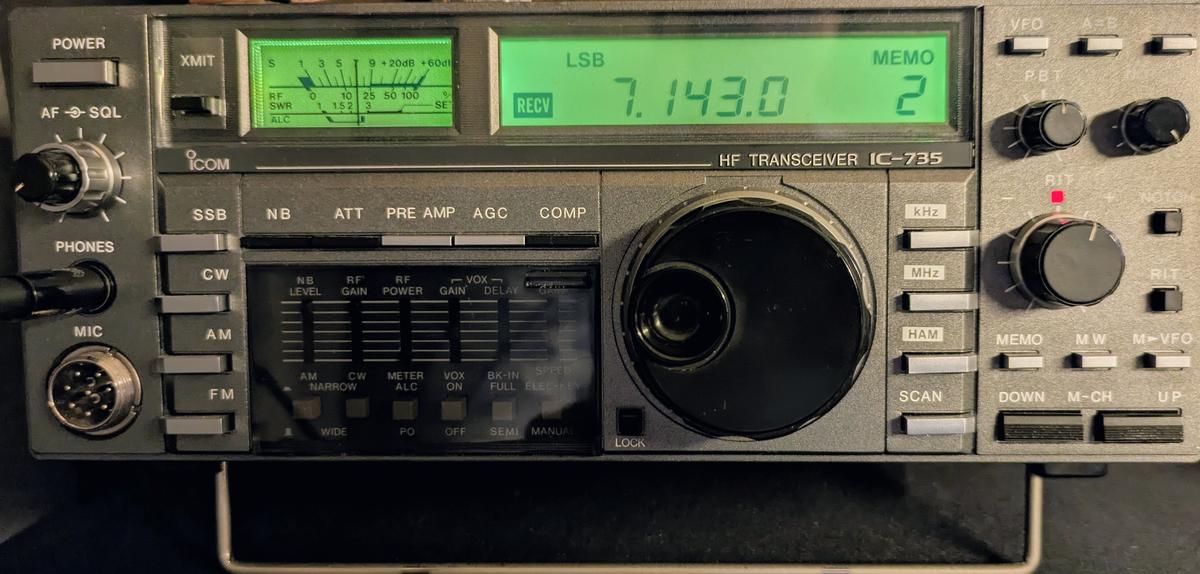 POWER
XMIT
S 1 3 5 7 9 +20dB +60dB
RF 0 10 25 50 100 %
SWR 1 1.5 2 3
ALC
LSB MEMO
RECV 7.143.0 2
VFO A=B
PBT
AF SQL
ICOM
HF TRANSCEIVER IC-735
RIT
- +
SSB
NB ATT PRE AMP AGC COMP
kHz
PHONES
CW
NB LEVEL RF GAIN RF POWER VOX GAIN DELAY
MHz
RIT
MIC
AM
HAM
MEMO MW M►VFO
AM CW NARROW METER ALC VOX ON BK-IN FULL SPEED ELEC-KEY
FM
SCAN
DOWN M-CH UP
WIDE PO OFF SEMI MANUAL
LOCK